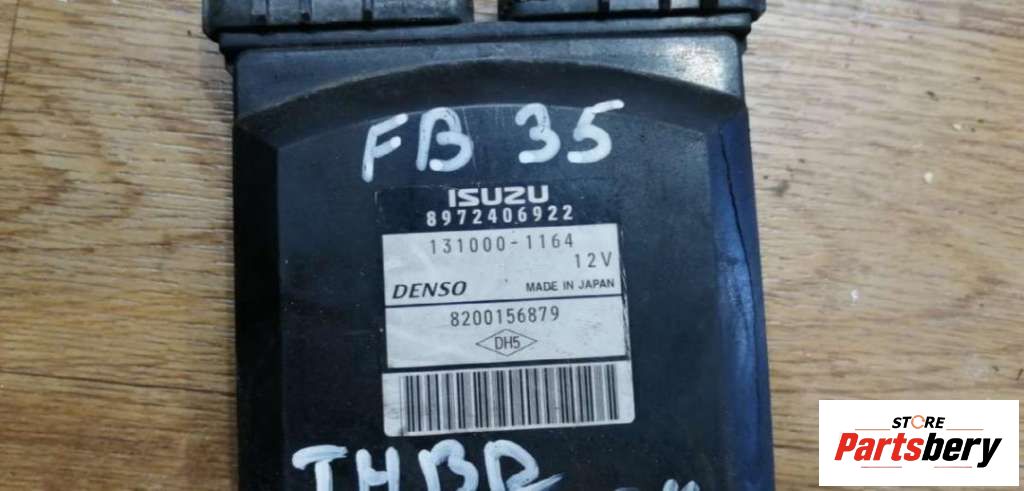 FB 35
ISUZU
8972406922
131000-1164
12V
DENSO MADE IN JAPAN
8200156879
DH5
STORE
Partsbery